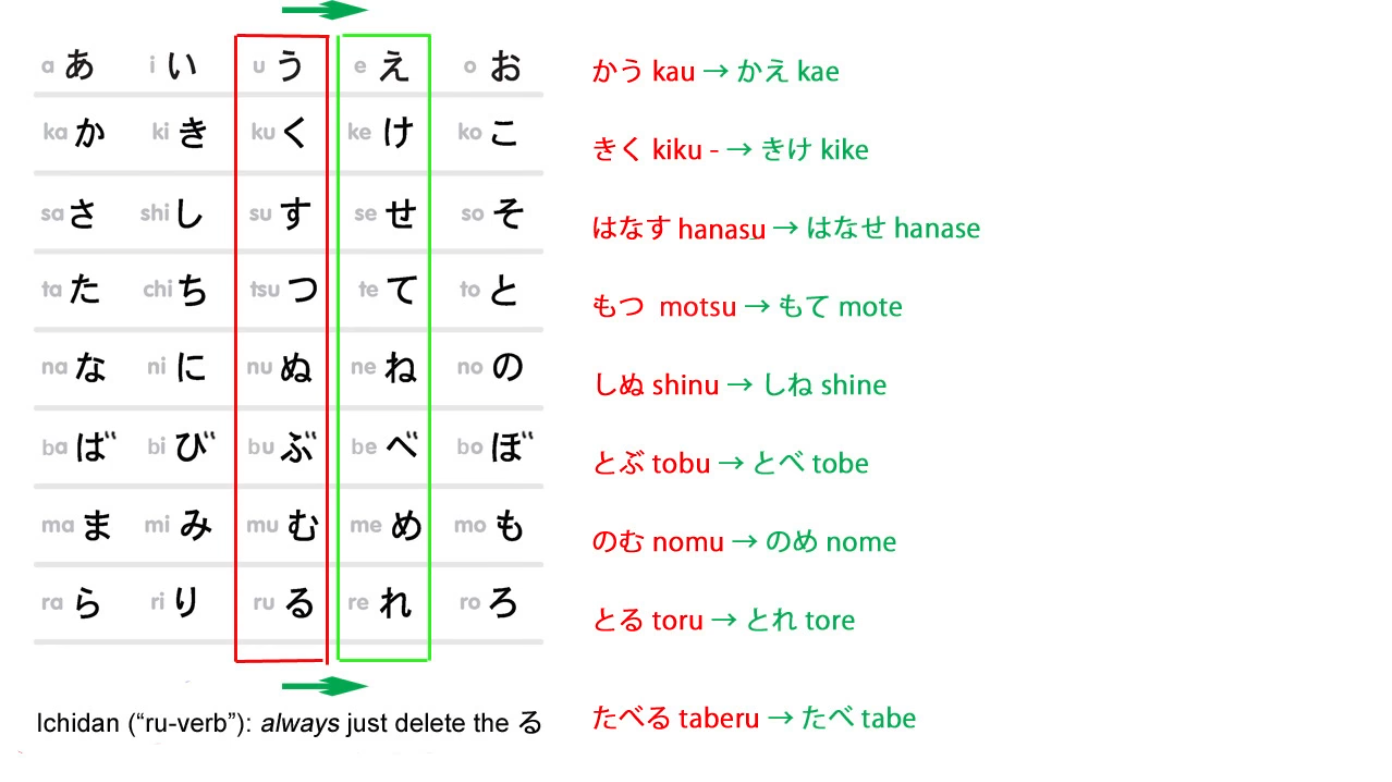 a あ i い u う e え o お かう kau → かえ kae
ka か ki き ku く ke け ko こ きく kiku - → きけ kike
sa さ shi し su す se せ so そ はなす hanasu → はなせ hanase
ta た chi ち tsu つ te て to と もつ motsu → もて mote
na な ni に nu ぬ ne ね no の しぬ shinu → しね shine
ba ば bi び bu ぶ be べ bo ぼ とぶ tobu → とべ tobe
ma ま mi み mu む me め mo も のむ nomu → のめ nome
ra ら ri り ru る re れ ro ろ とる toru → とれ tore
Ichidan (“ru-verb”): always just delete the る たべる taberu → たべ tabe